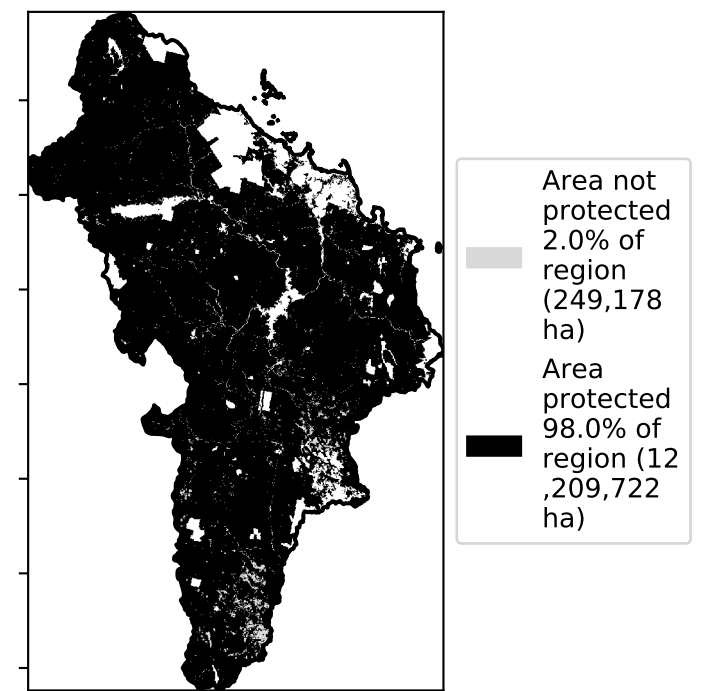 Area not
protected
2.0% of
region
(249,178
ha)
Area
protected
98.0% of
region (12
,209,722
ha)